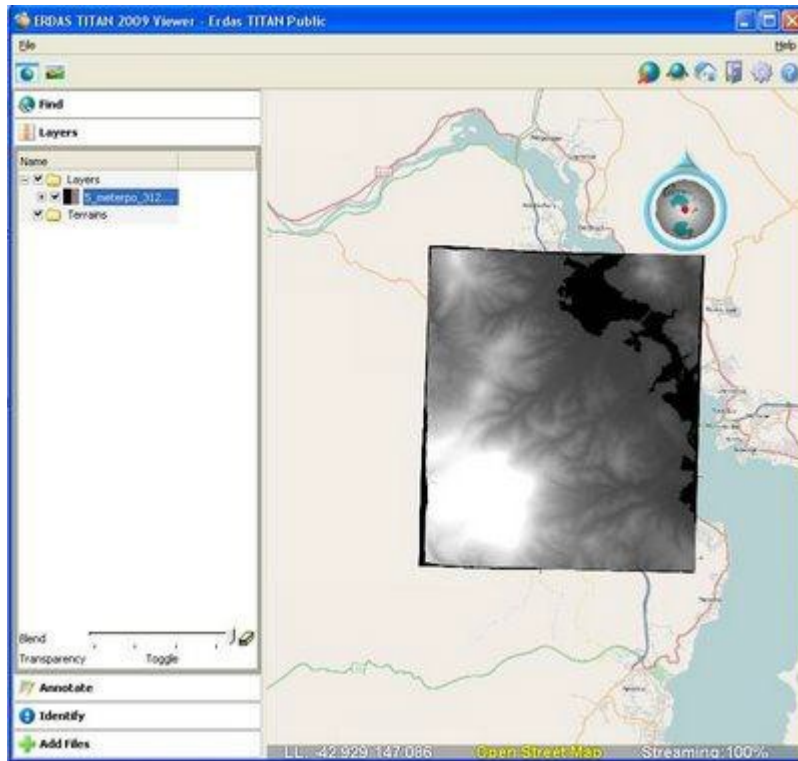 ERDAS TITAN 2009 Viewer - Erdas TITAN Public
File
Help
Find
Layers
Name
Layers
5_meterpo_312....
Terrains
Blend
Transparency
Toggle
Annotate
Identify
Add Files
LL: -42.929 147.086
Open Street Map
Streaming:100%